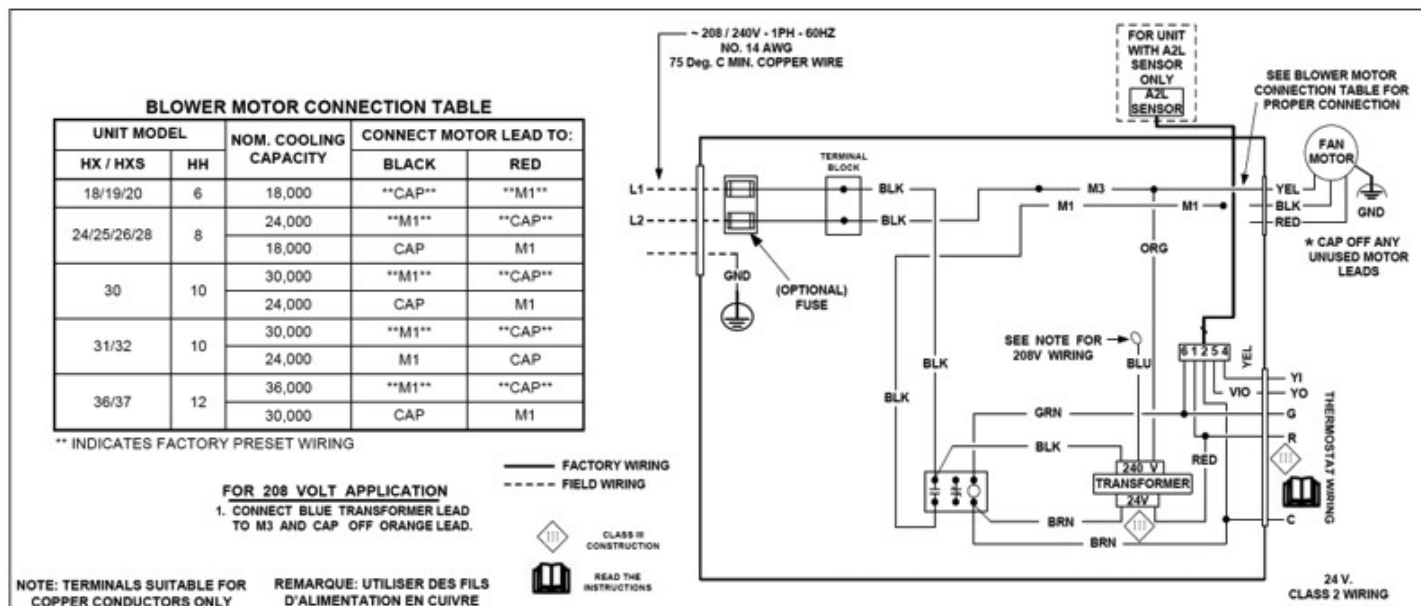 ~ 208 / 240V - 1PH - 60HZ
NO. 14 AWG
75 Deg. C MIN. COPPER WIRE
FOR UNIT
WITH A2L
SENSOR
ONLY
A2L
SENSOR
SEE BLOWER MOTOR
CONNECTION TABLE FOR
PROPER CONNECTION
BLOWER MOTOR CONNECTION TABLE
UNIT MODEL NOM. COOLING CAPACITY CONNECT MOTOR LEAD TO:
HX / HXS HH BLACK RED
18/19/20 6 18,000 **CAP** **M1**
24/25/26/28 8 24,000 **M1** **CAP**
18,000 CAP M1
30 10 30,000 **M1** **CAP**
24,000 CAP M1
31/32 10 30,000 **M1** **CAP**
24,000 M1 CAP
36/37 12 36,000 **M1** **CAP**
30,000 CAP M1
** INDICATES FACTORY PRESET WIRING
FACTORY WIRING
FIELD WIRING
FOR 208 VOLT APPLICATION
1. CONNECT BLUE TRANSFORMER LEAD
TO M3 AND CAP OFF ORANGE LEAD.
III
CLASS III
CONSTRUCTION
READ THE
INSTRUCTIONS
NOTE: TERMINALS SUITABLE FOR
COPPER CONDUCTORS ONLY
REMARQUE: UTILISER DES FILS
D'ALIMENTATION EN CUIVRE
TERMINAL
BLOCK
FAN
MOTOR
L1
BLK
M3
YEL
M1
M1
BLK
GND
L2
BLK
RED
* CAP OFF ANY
UNUSED MOTOR
LEADS
ORG
GND
(OPTIONAL)
FUSE
SEE NOTE FOR
208V WIRING
BLU
6 1 2 5 4
YEL
BLK
BLK
YI
VIO
YO
GRN
G
BLK
R
RED
240 V
TRANSFORMER
24V
III
III
THERMOSTAT WIRING
BRN
BRN
C
24 V.
CLASS 2 WIRING